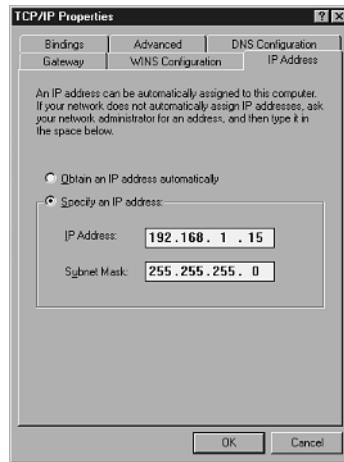 TCP/IP Properties
Bindings Advanced DNS Configuration
Gateway WINS Configuration IP Address
An IP address can be automatically assigned to this computer.
If your network does not automatically assign IP addresses, ask
your network administrator for an address, and then type it in
the space below.
Obtain an IP address automatically
Specify an IP address:
IP Address: 192.168. 1 .15
Subnet Mask: 255.255.255. 0
OK Cancel